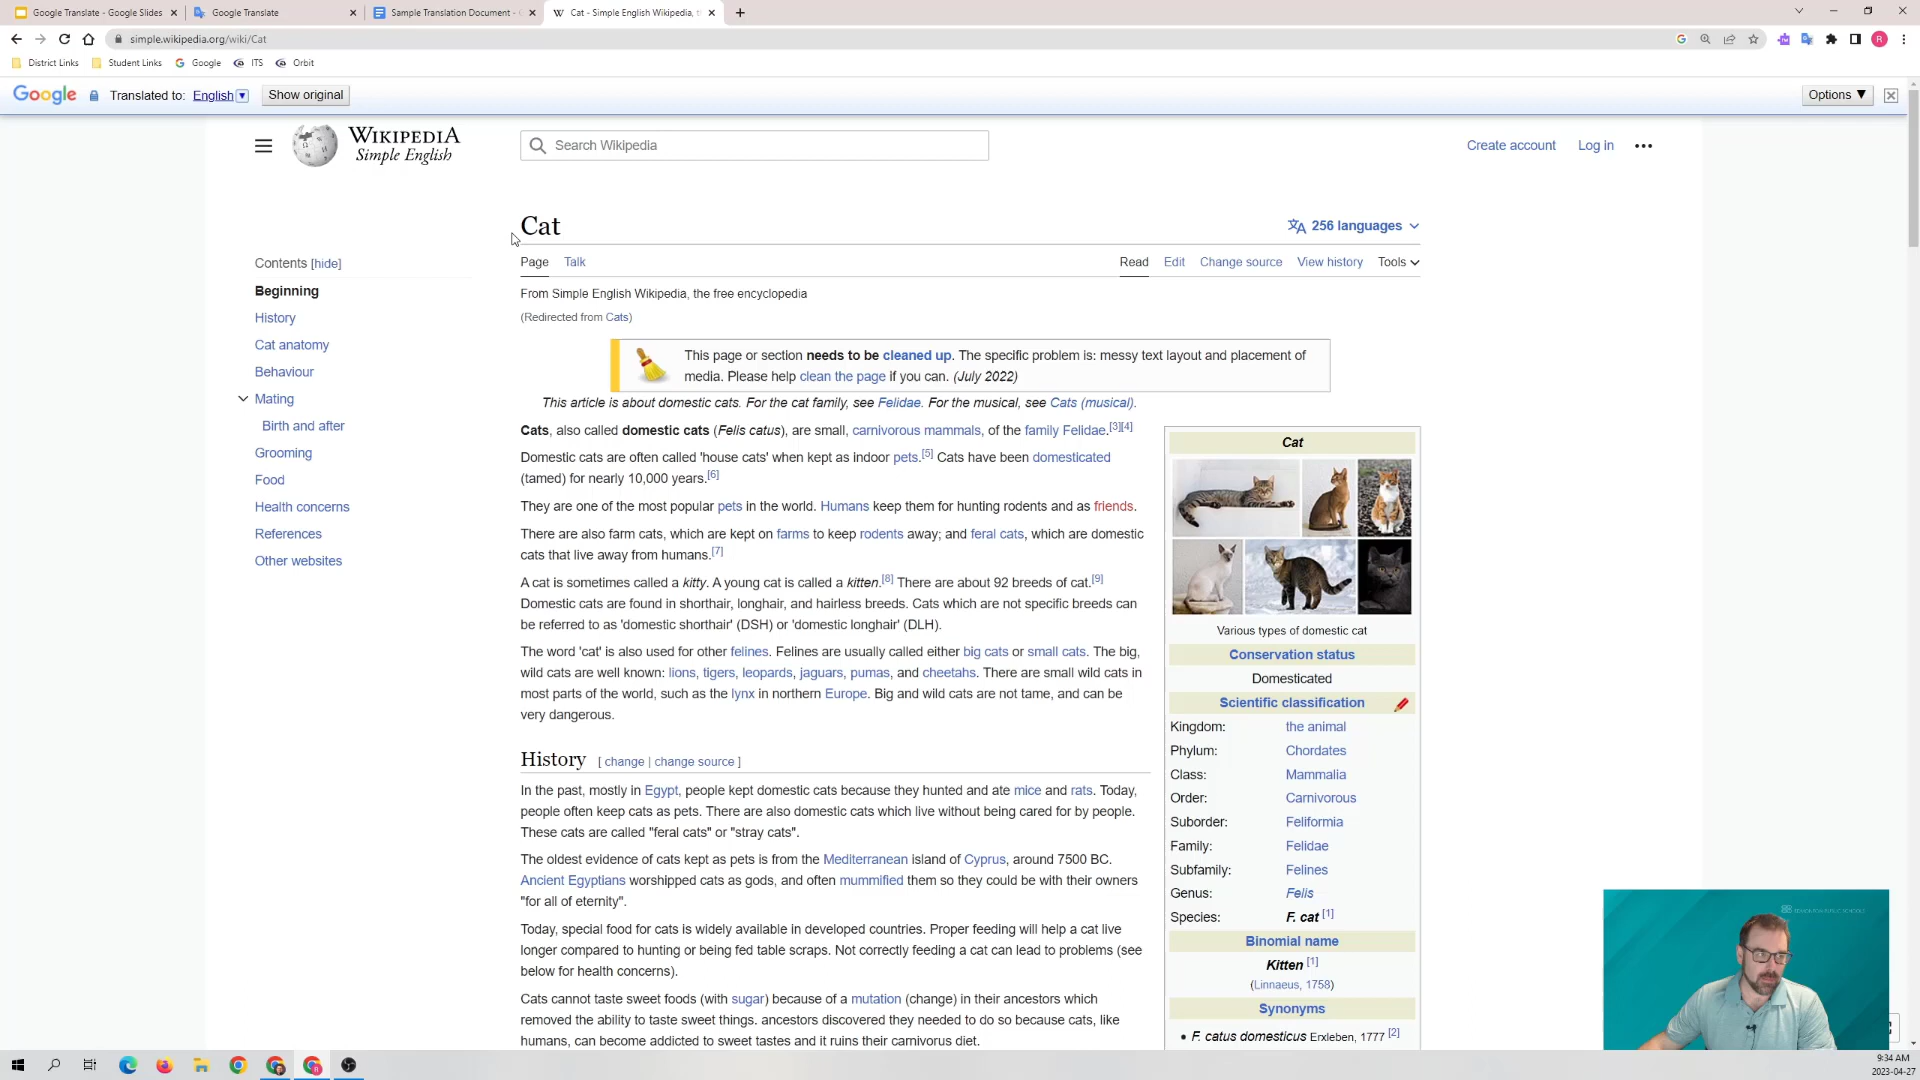 Google Translate - Google Slides
Google Translate
Sample Translation Document -
Cat - Simple English Wikipedia, t
simple.wikipedia.org/wiki/Cat
District Links
Student Links
Google
ITS
Orbit
R
Google
Translated to: English
Show original
Options ▼
WIKIPEDIA
Simple English
Search Wikipedia
Create account
Log in
Cat
256 languages
Page
Talk
Read
Edit
Change source
View history
Tools
From Simple English Wikipedia, the free encyclopedia
(Redirected from Cats)
Contents [hide]
Beginning
History
Cat anatomy
Behaviour
Mating
Birth and after
Grooming
Food
Health concerns
References
Other websites
This page or section needs to be cleaned up. The specific problem is: messy text layout and placement of
media. Please help clean the page if you can. (July 2022)
This article is about domestic cats. For the cat family, see Felidae. For the musical, see Cats (musical).
Cats, also called domestic cats (Felis catus), are small, carnivorous mammals, of the family Felidae.[3][4]
Domestic cats are often called 'house cats' when kept as indoor pets.[5] Cats have been domesticated
(tamed) for nearly 10,000 years.[6]
They are one of the most popular pets in the world. Humans keep them for hunting rodents and as friends.
There are also farm cats, which are kept on farms to keep rodents away; and feral cats, which are domestic
cats that live away from humans.[7]
A cat is sometimes called a kitty. A young cat is called a kitten.[8] There are about 92 breeds of cat.[9]
Domestic cats are found in shorthair, longhair, and hairless breeds. Cats which are not specific breeds can
be referred to as 'domestic shorthair' (DSH) or 'domestic longhair' (DLH).
The word 'cat' is also used for other felines. Felines are usually called either big cats or small cats. The big,
wild cats are well known: lions, tigers, leopards, jaguars, pumas, and cheetahs. There are small wild cats in
most parts of the world, such as the lynx in northern Europe. Big and wild cats are not tame, and can be
very dangerous.
History [ change | change source ]
In the past, mostly in Egypt, people kept domestic cats because they hunted and ate mice and rats. Today,
people often keep cats as pets. There are also domestic cats which live without being cared for by people.
These cats are called "feral cats" or "stray cats".
The oldest evidence of cats kept as pets is from the Mediterranean island of Cyprus, around 7500 BC.
Ancient Egyptians worshipped cats as gods, and often mummified them so they could be with their owners
"for all of eternity".
Today, special food for cats is widely available in developed countries. Proper feeding will help a cat live
longer compared to hunting or being fed table scraps. Not correctly feeding a cat can lead to problems (see
below for health concerns).
Cats cannot taste sweet foods (with sugar) because of a mutation (change) in their ancestors which
removed the ability to taste sweet things. ancestors discovered they needed to do so because cats, like
humans, can become addicted to sweet tastes and it ruins their carnivorus diet.
Cat
Various types of domestic cat
Conservation status
Domesticated
Scientific classification
Kingdom: the animal
Phylum: Chordates
Class: Mammalia
Order: Carnivorous
Suborder: Feliformia
Family: Felidae
Subfamily: Felines
Genus: Felis
Species: F. cat [1]
Binomial name
Kitten [1]
(Linnaeus, 1758)
Synonyms
• F. catus domesticus Erxleben, 1777 [2]
9:34 AM
2023-04-27